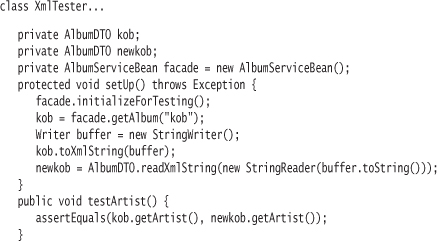 class XmlTester...
private AlbumDTO kob;
private AlbumDTO newkob;
private AlbumServiceBean facade = new AlbumServiceBean();
protected void setUp() throws Exception {
facade.initializeForTesting();
kob = facade.getAlbum("kob");
Writer buffer = new StringWriter();
kob.toXmlString(buffer);
newkob = AlbumDTO.readXmlString(new StringReader(buffer.toString()));
}
public void testArtist() {
assertEquals(kob.getArtist(), newkob.getArtist());
}